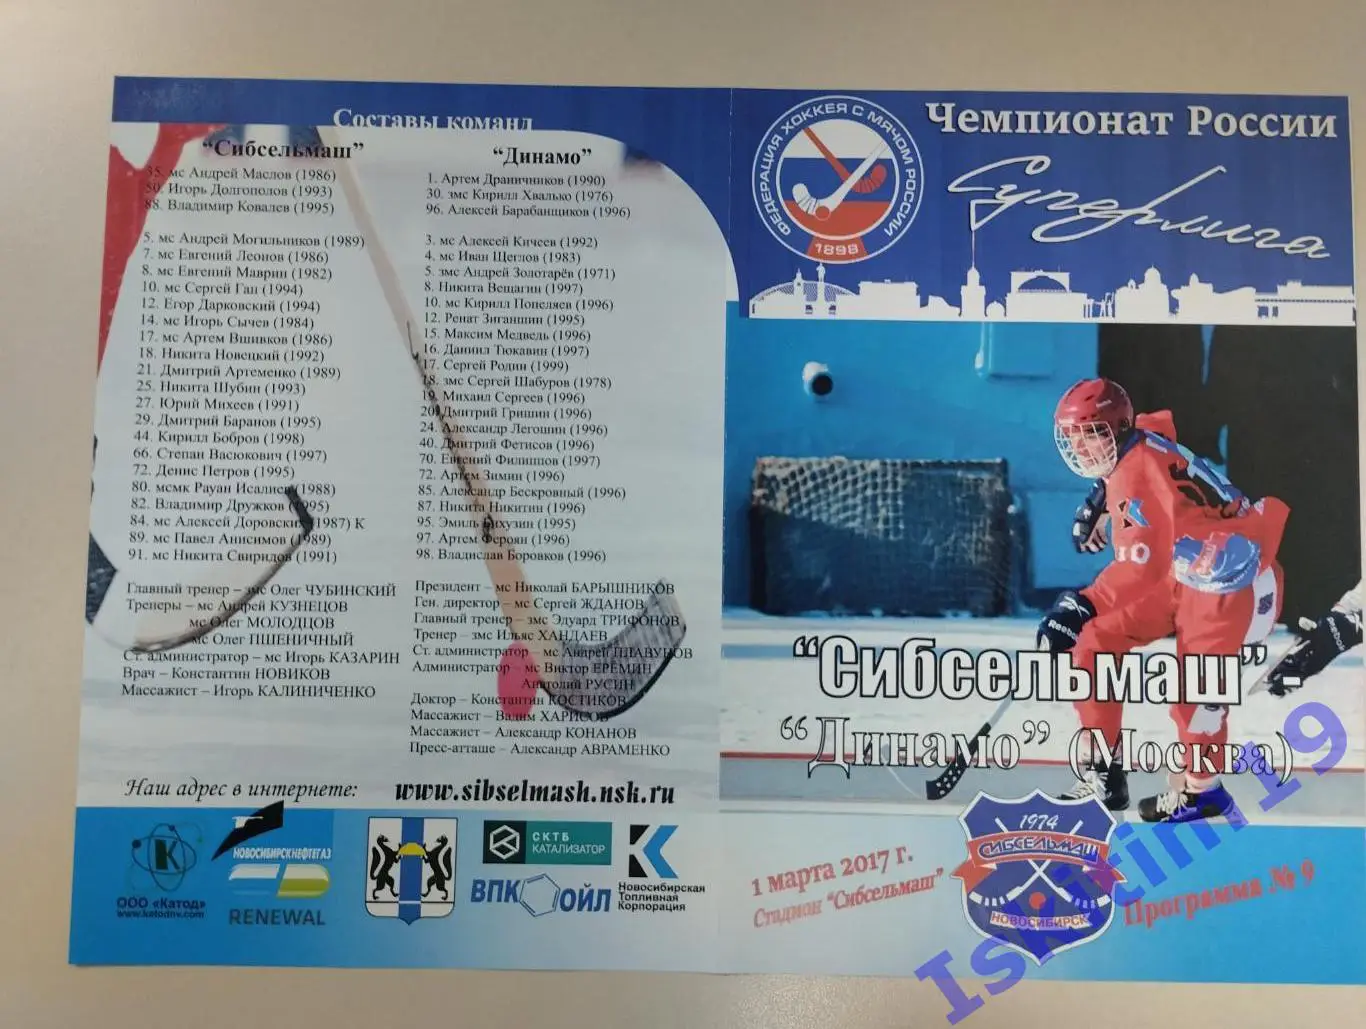 Составы команд
“Сибсельмаш”
35. мс Андрей Маслов (1986)
50. Игорь Долгополов (1993)
88. Владимир Ковалев (1995)
5. мс Андрей Могильников (1989)
7. мс Евгений Леонов (1986)
8. мс Евгений Маврин (1982)
10. мс Сергей Ган (1994)
12. Егор Дарковский (1994)
14. мс Игорь Сычев (1984)
17. мс Артем Вшивков (1986)
18. Никита Новецкий (1992)
21. Дмитрий Артеменко (1989)
25. Никита Шубин (1993)
27. Юрий Михеев (1991)
29. Дмитрий Баранов (1995)
44. Кирилл Бобров (1998)
66. Степан Васюкович (1997)
72. Денис Петров (1995)
80. мсмк Рауан Исалиев (1988)
82. Владимир Дружков (1995)
84. мс Алексей Доровских (1987) К
89. мс Павел Анисимов (1989)
91. мс Никита Свиридов (1991)
Главный тренер – змс Олег ЧУБИНСКИЙ
Тренеры – мс Андрей КУЗНЕЦОВ
мс Олег МОЛОДЦОВ
мс Олег ПШЕНИЧНЫЙ
Ст. администратор – мс Игорь КАЗАРИН
Врач – Константин НОВИКОВ
Массажист – Игорь КАЛИНИЧЕНКО
“Динамо”
1. Артем Драничников (1990)
30. змс Кирилл Хвалько (1976)
96. Алексей Барабанщиков (1996)
3. мс Алексей Кичеев (1992)
4. мс Иван Щеглов (1983)
5. змс Андрей Золотарёв (1971)
8. Никита Вещагин (1997)
10. мс Кирилл Попеляев (1996)
12. Ренат Зиганшин (1995)
15. Максим Медведь (1996)
16. Даниил Тюкавин (1997)
17. Сергей Родин (1999)
18. змс Сергей Шабуров (1978)
19. Михаил Сергеев (1996)
20. Дмитрий Гришин (1996)
24. Александр Легошин (1996)
40. Дмитрий Фетисов (1996)
70. Евгений Филиппов (1997)
72. Артем Зимин (1996)
85. Александр Бескровный (1996)
87. Никита Никитин (1996)
95. Эмиль Вихузин (1995)
97. Артем Фероян (1996)
98. Владислав Боровков (1996)
Президент – мс Николай БАРЫШНИКОВ
Ген. директор – мс Сергей ЖДАНОВ
Главный тренер – змс Эдуард ТРИФОНОВ
Тренер – змс Ильяс ХАНДАЕВ
Ст. администратор – мс Андрей ПЛАВУНОВ
Администратор – мс Виктор ЕРЁМИН
Анатолий РУСИН
Доктор – Константин КОСТИКОВ
Массажист – Вадим ХАРИСОВ
Массажист – Александр КОНАНОВ
Пресс-атташе – Александр АВРАМЕНКО
Наш адрес в интернете: www.sibselmash.nsk.ru
ООО «Катод»
www.katodnv.com
НОВОСИБИРСКНЕФТЕГАЗ
RENEWAL
СКТБ
КАТАЛИЗАТОР
ВПК ОЙЛ
Новосибирская
Топливная
Корпорация
ФЕДЕРАЦИЯ ХОККЕЯ С МЯЧОМ РОССИИ
1898
Чемпионат России
Суперлига
10
Reebok
Reebok
“Сибсельмаш” -
“Динамо” (Москва)
1 марта 2017 г.
Стадион “Сибсельмаш”
1974
СИБСЕЛЬМАШ
НОВОСИБИРСК
Программа № 9
Iskitim19